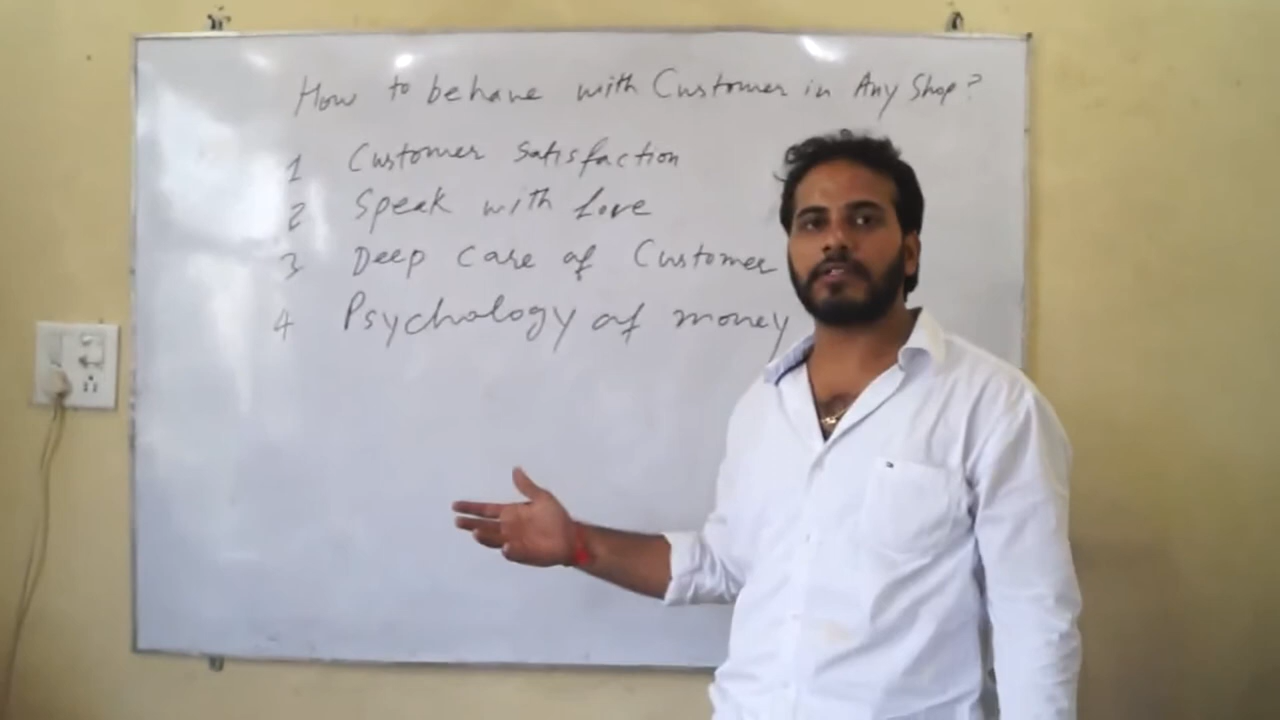 How to behave with Customer in Any Shop?
1 Customer Satisfaction
2 Speak with love
3 Deep Care of Customer
4 Psychology of money